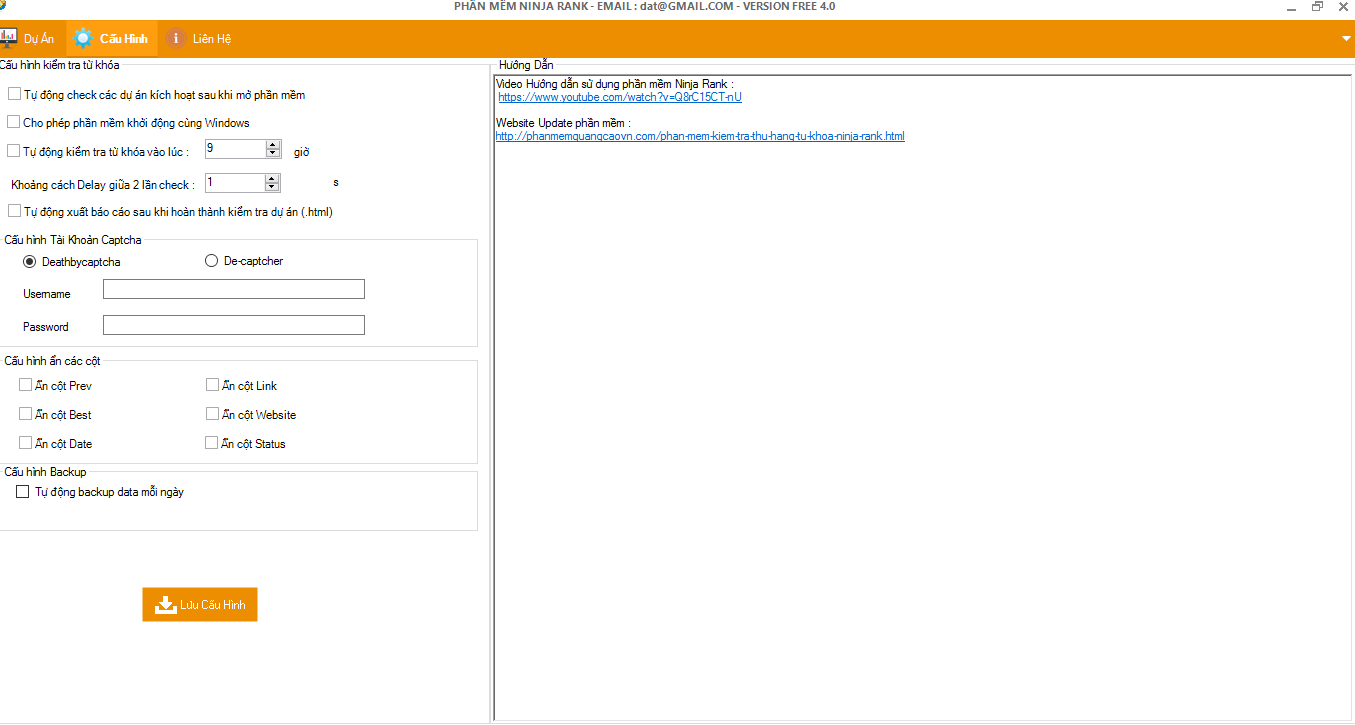 PHẦN MỀM NINJA RANK - EMAIL : dat@GMAIL.COM - VERSION FREE 4.0
Dự Án
Cấu Hình
Liên Hệ
Cấu hình kiểm tra từ khóa
Tự động check các dự án kích hoạt sau khi mở phần mềm
Cho phép phần mềm khởi động cùng Windows
Tự động kiểm tra từ khóa vào lúc : 9 giờ
Khoảng cách Delay giữa 2 lần check : 1 s
Tự động xuất báo cáo sau khi hoàn thành kiểm tra dự án (.html)
Cấu hình Tài Khoản Captcha
Deathbycaptcha De-captcher
Username
Password
Cấu hình ẩn các cột
Ẩn cột Prev Ẩn cột Link
Ẩn cột Best Ẩn cột Website
Ẩn cột Date Ẩn cột Status
Cấu hình Backup
Tự động backup data mỗi ngày
Lưu Cấu Hình
Hướng Dẫn
Video Hướng dẫn sử dụng phần mềm Ninja Rank :
https://www.youtube.com/watch?v=Q8rC15CT-nU
Website Update phần mềm :
http://phanmemquangcaovn.com/phan-mem-kiem-tra-thu-hang-tu-khoa-ninja-rank.html